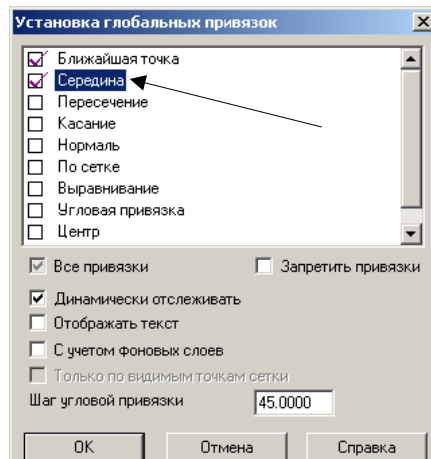 Установка глобальных привязок
Ближайшая точка
Середина
Пересечение
Касание
Нормаль
По сетке
Выравнивание
Угловая привязка
Центр
Все привязки Запретить привязки
Динамически отслеживать
Отображать текст
С учетом фоновых слоев
Только по видимым точкам сетки
Шаг угловой привязки 45.0000
OK Отмена Справка